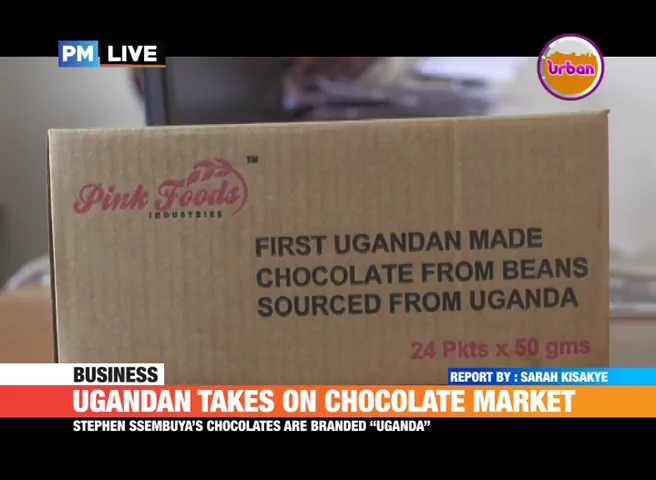 PM LIVE
urban
Pink Foods
INDUSTRIES
TM
FIRST UGANDAN MADE
CHOCOLATE FROM BEANS
SOURCED FROM UGANDA
24 Pkts x 50 gms
BUSINESS
REPORT BY : SARAH KISAKYE
UGANDAN TAKES ON CHOCOLATE MARKET
STEPHEN SSEMBUYA'S CHOCOLATES ARE BRANDED "UGANDA"